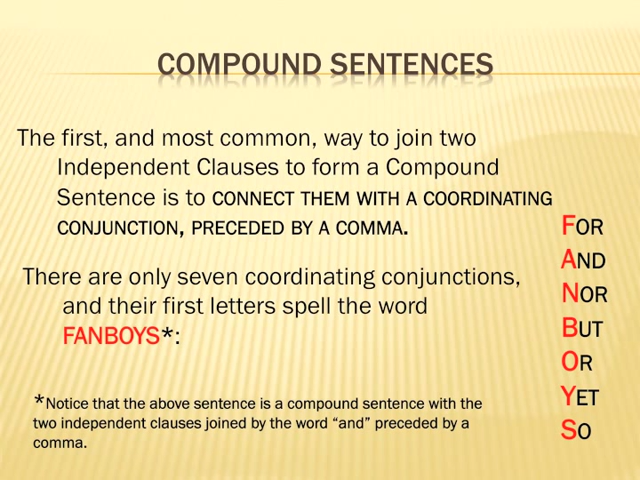 COMPOUND SENTENCES
The first, and most common, way to join two
Independent Clauses to form a Compound
Sentence is to CONNECT THEM WITH A COORDINATING
CONJUNCTION, PRECEDED BY A COMMA.
There are only seven coordinating conjunctions,
and their first letters spell the word
FANBOYS*:
FOR
AND
NOR
BUT
OR
YET
SO
*Notice that the above sentence is a compound sentence with the
two independent clauses joined by the word “and” preceded by a
comma.